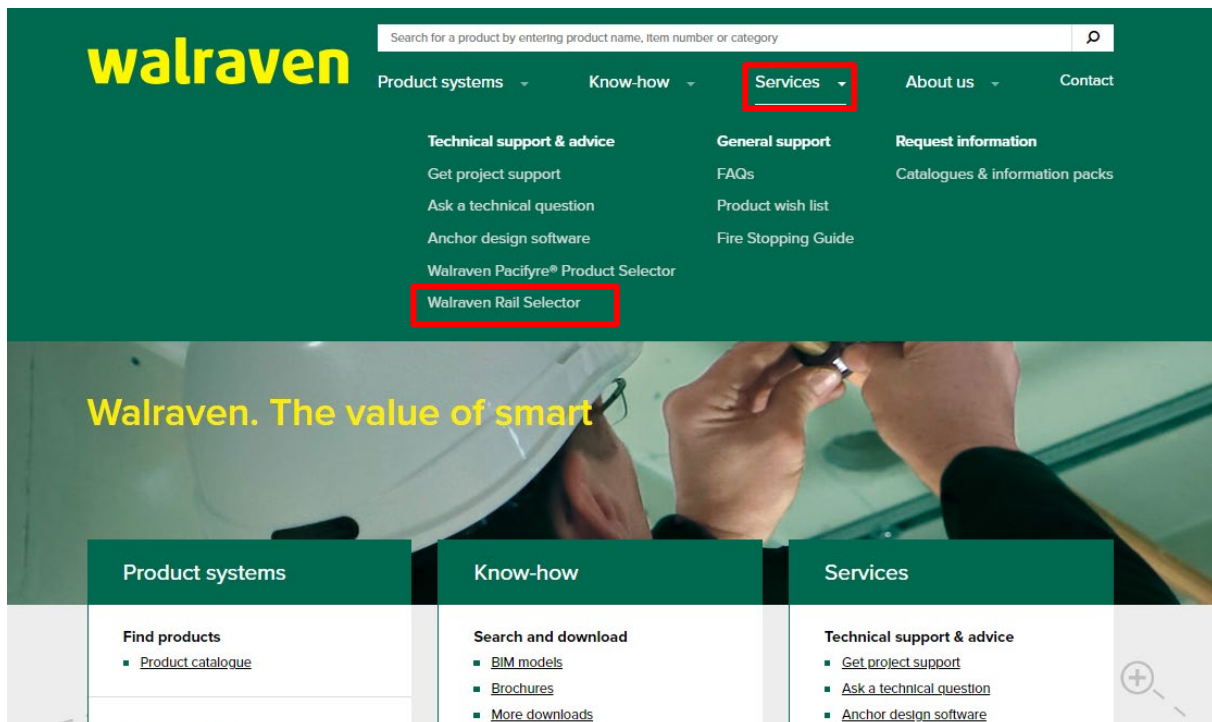 walraven
Search for a product by entering product name, item number or category
Product systems
Know-how
Services
About us
Contact
Technical support & advice
Get project support
Ask a technical question
Anchor design software
Walraven Pacifyre® Product Selector
Walraven Rail Selector
General support
FAQs
Product wish list
Fire Stopping Guide
Request information
Catalogues & information packs
Walraven. The value of smart
Product systems
Find products
Product catalogue
Know-how
Search and download
BIM models
Brochures
More downloads
Services
Technical support & advice
Get project support
Ask a technical question
Anchor design software